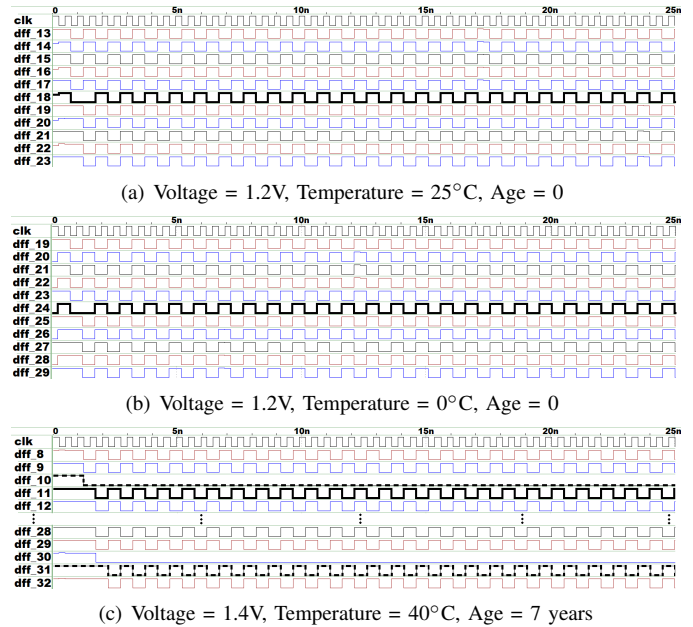 0 5n 10n 15n 20n 25n
clk
dff_13
dff_14
dff_15
dff_16
dff_17
dff_18
dff_19
dff_20
dff_21
dff_22
dff_23
(a) Voltage = 1.2V, Temperature = 25°C, Age = 0
0 5n 10n 15n 20n 25n
clk
dff_19
dff_20
dff_21
dff_22
dff_23
dff_24
dff_25
dff_26
dff_27
dff_28
dff_29
(b) Voltage = 1.2V, Temperature = 0°C, Age = 0
0 5n 10n 15n 20n 25n
clk
dff_8
dff_9
dff_10
dff_11
dff_12
dff_28
dff_29
dff_30
dff_31
dff_32
(c) Voltage = 1.4V, Temperature = 40°C, Age = 7 years